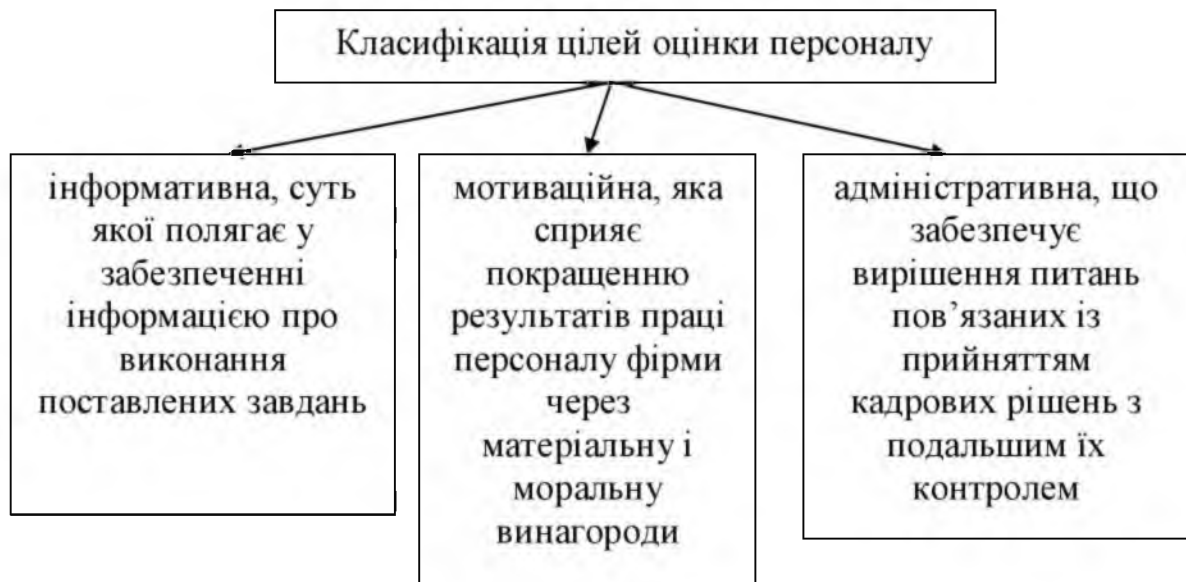 Класифікація цілей оцінки персоналу
інформативна, суть
якої полягає у
забезпеченні
інформацією про
виконання
поставлених завдань
мотиваційна, яка
сприяє
покращенню
результатів праці
персоналу фірми
через
матеріальну і
моральну
винагороди
адміністративна, що
забезпечує
вирішення питань
пов’язаних із
прийняттям
кадрових рішень з
подальшим їх
контролем